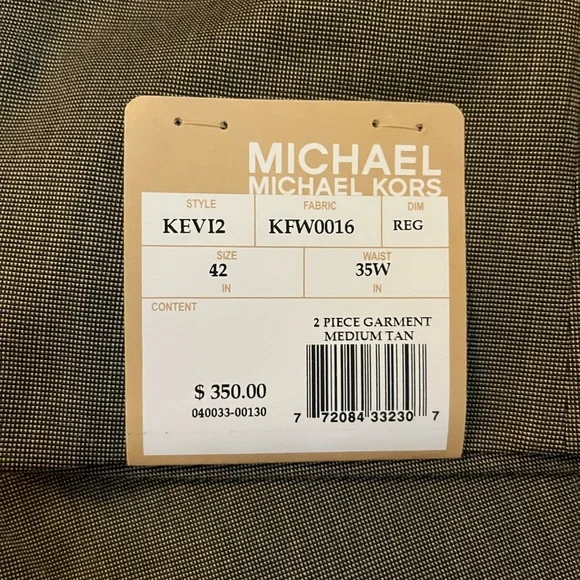 MICHAEL
MICHAEL KORS
STYLE FABRIC DIM
KEVI2 KFW0016 REG
SIZE WAIST
42 35W
IN IN
CONTENT
2 PIECE GARMENT
MEDIUM TAN
$ 350.00
040033-00130
7 72084 33230 7